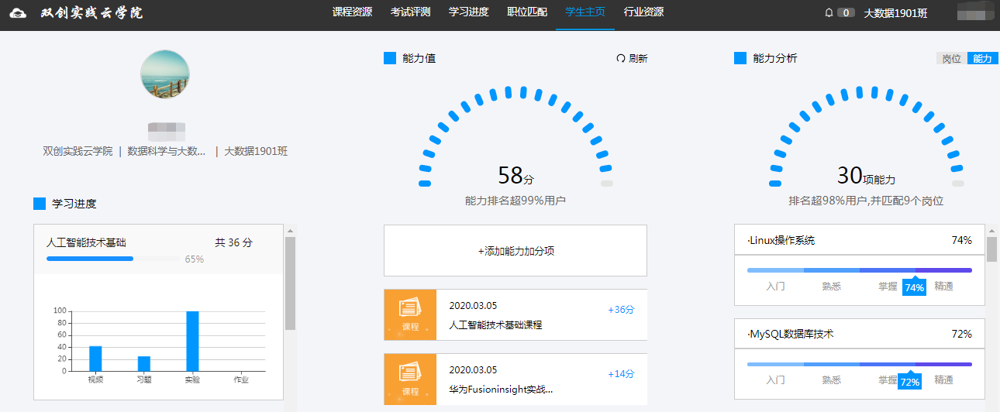 双创实践云学院
课程资源 考试评测 学习进度 职位匹配 学生主页 行业资源
0 大数据1901班
双创实践云学院 | 数据科学与大数... | 大数据1901班
学习进度
人工智能技术基础 共 36 分
65%
100
80
60
40
20
0
视频 习题 实验 作业
能力值 刷新
58分
能力排名超99%用户
+添加能力加分项
课程
2020.03.05
+36分
人工智能技术基础课程
课程
2020.03.05
+14分
华为Fusioninsight实战...
能力分析 岗位 能力
30项能力
排名超98%用户,并匹配9个岗位
·Linux操作系统 74%
入门 熟悉 掌握 74% 精通
·MySQL数据库技术 72%
入门 熟悉 掌握 72% 精通